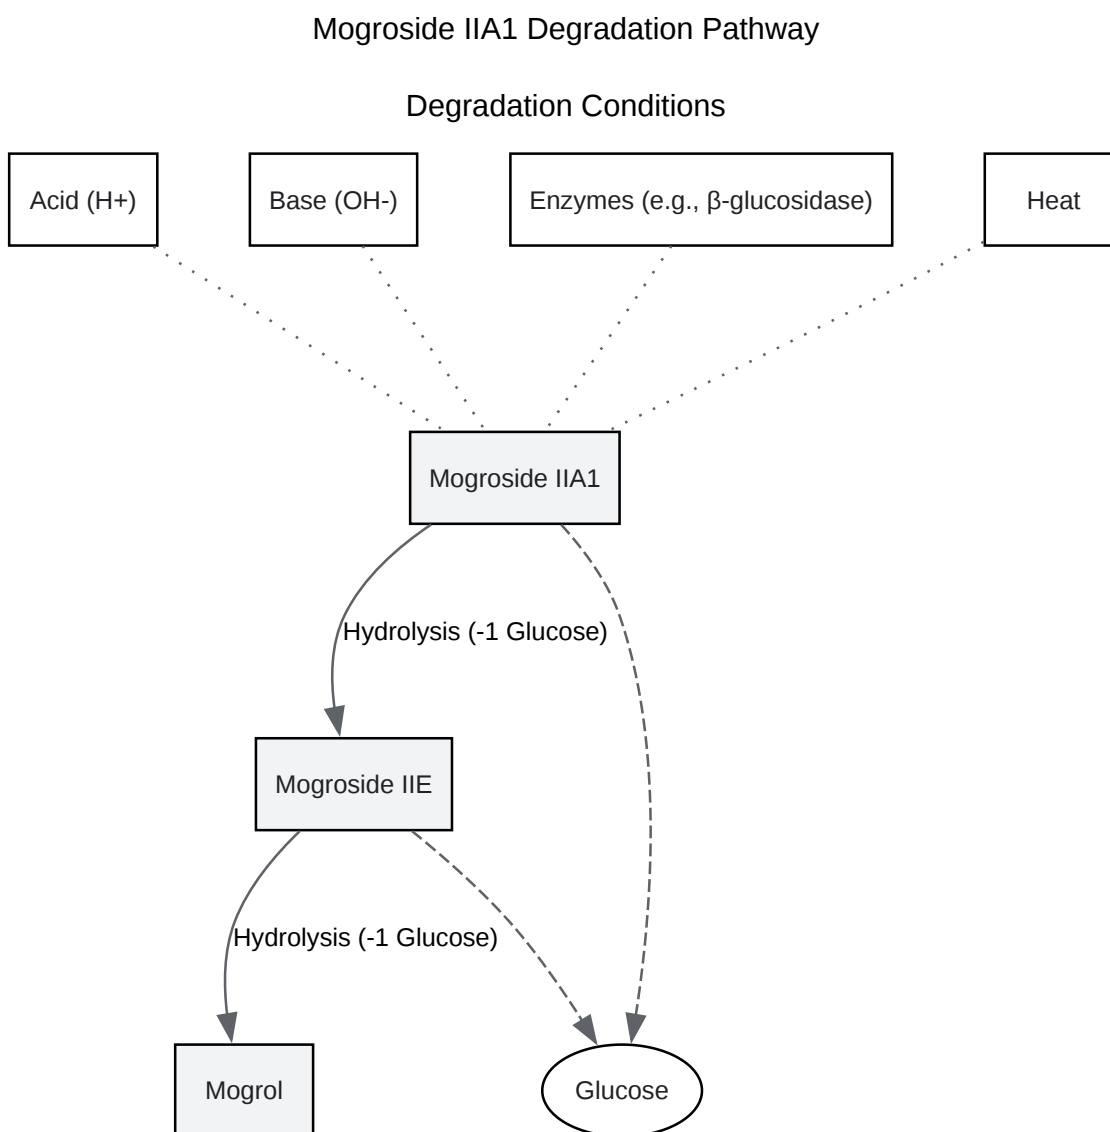 Mogroside IIA1 Degradation Pathway
Degradation Conditions
Acid (H+)
Base (OH-)
Enzymes (e.g., β-glucosidase)
Heat
Mogroside IIA1
Hydrolysis (-1 Glucose)
Mogroside IIE
Hydrolysis (-1 Glucose)
Mogrol
Glucose